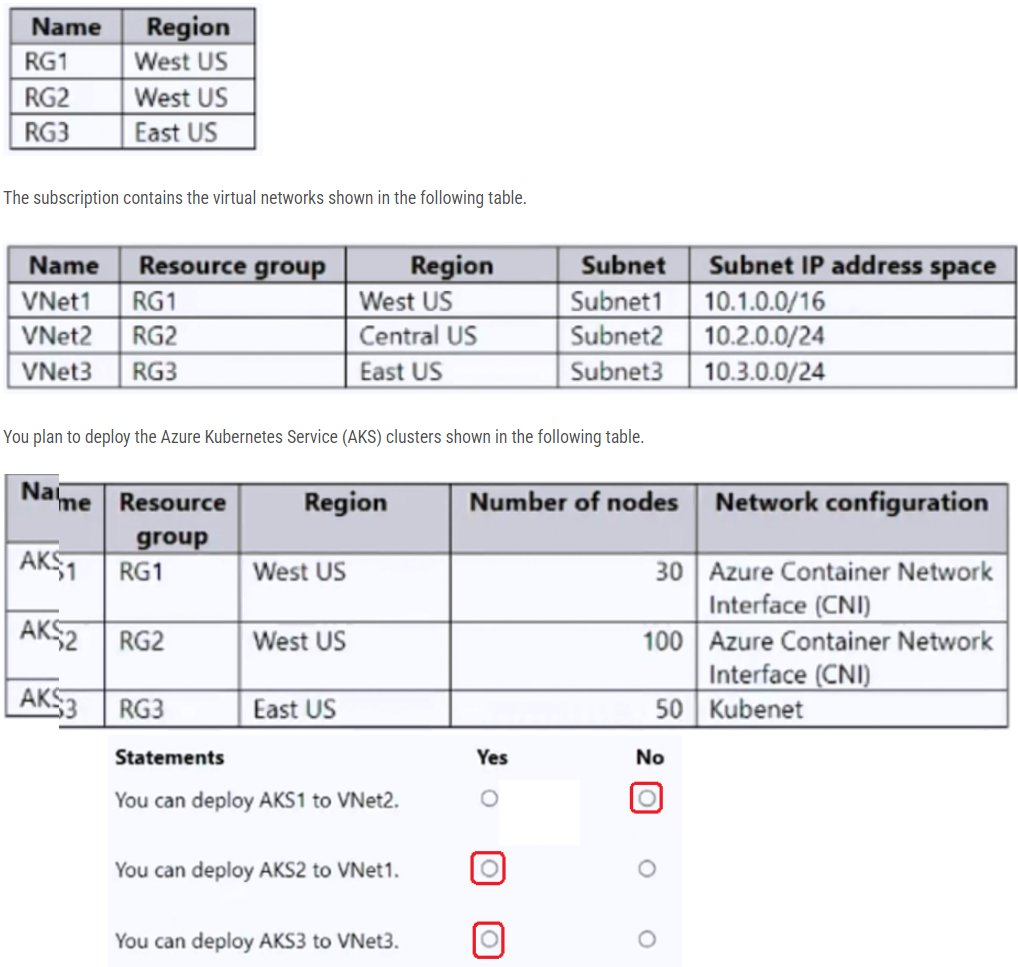 Name Region
RG1 West US
RG2 West US
RG3 East US
The subscription contains the virtual networks shown in the following table.
Name Resource group Region Subnet Subnet IP address space
VNet1 RG1 West US Subnet1 10.1.0.0/16
VNet2 RG2 Central US Subnet2 10.2.0.0/24
VNet3 RG3 East US Subnet3 10.3.0.0/24
You plan to deploy the Azure Kubernetes Service (AKS) clusters shown in the following table.
Name Resource Region Number of nodes Network configuration
group
AKS1 RG1 West US 30 Azure Container Network
Interface (CNI)
AKS2 RG2 West US 100 Azure Container Network
Interface (CNI)
AKS3 RG3 East US 50 Kubenet
Statements Yes No
You can deploy AKS1 to VNet2.
You can deploy AKS2 to VNet1.
You can deploy AKS3 to VNet3.